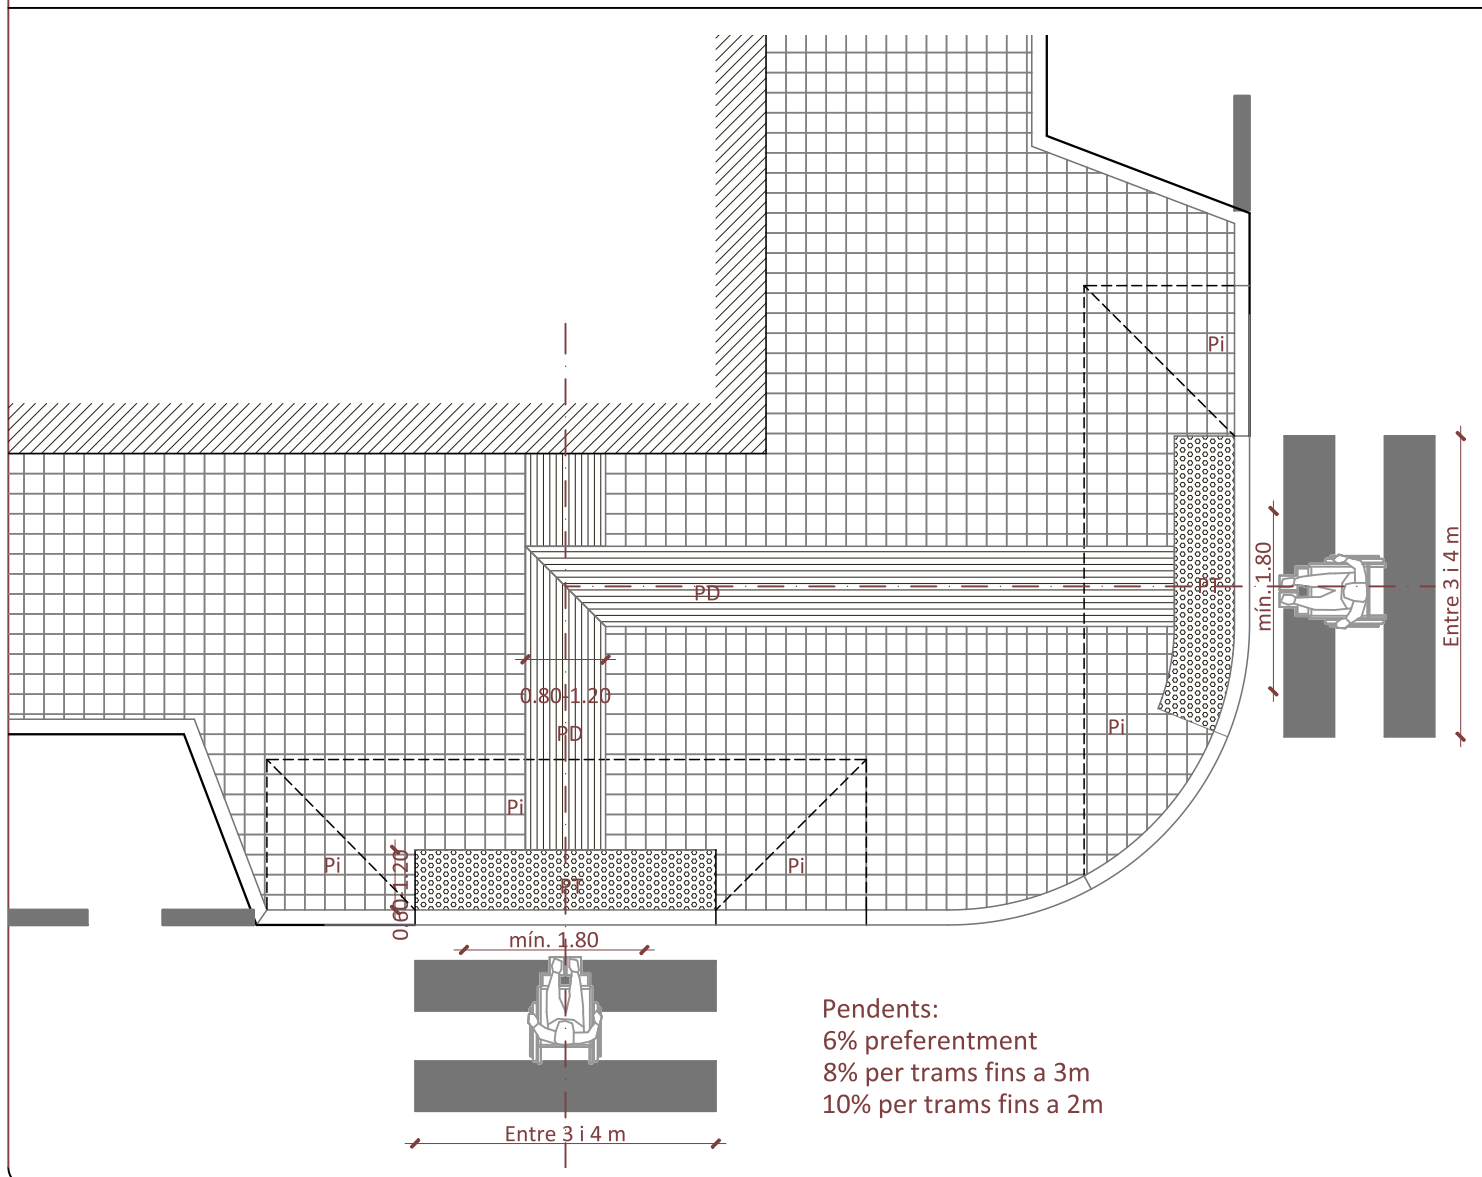 Pi
mín. 1.80
PT
Entre 3 i 4 m
PD
0.80-1.20
Pi
PD
Pi
Pi
Pi
0.60-1.20
PT
mín. 1.80
Pendents:
6% preferentment
8% per trams fins a 3m
10% per trams fins a 2m
Entre 3 i 4 m